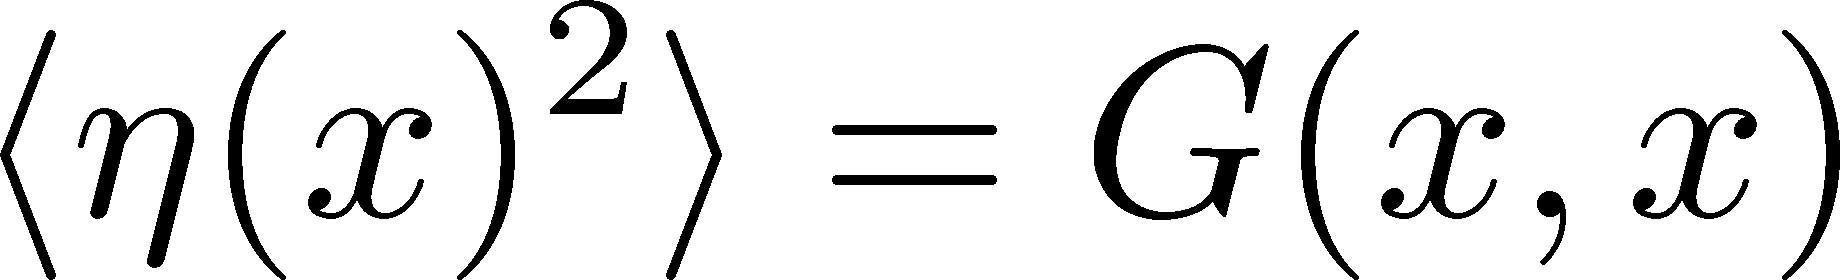 ⟨η(x)²⟩ = G(x, x)